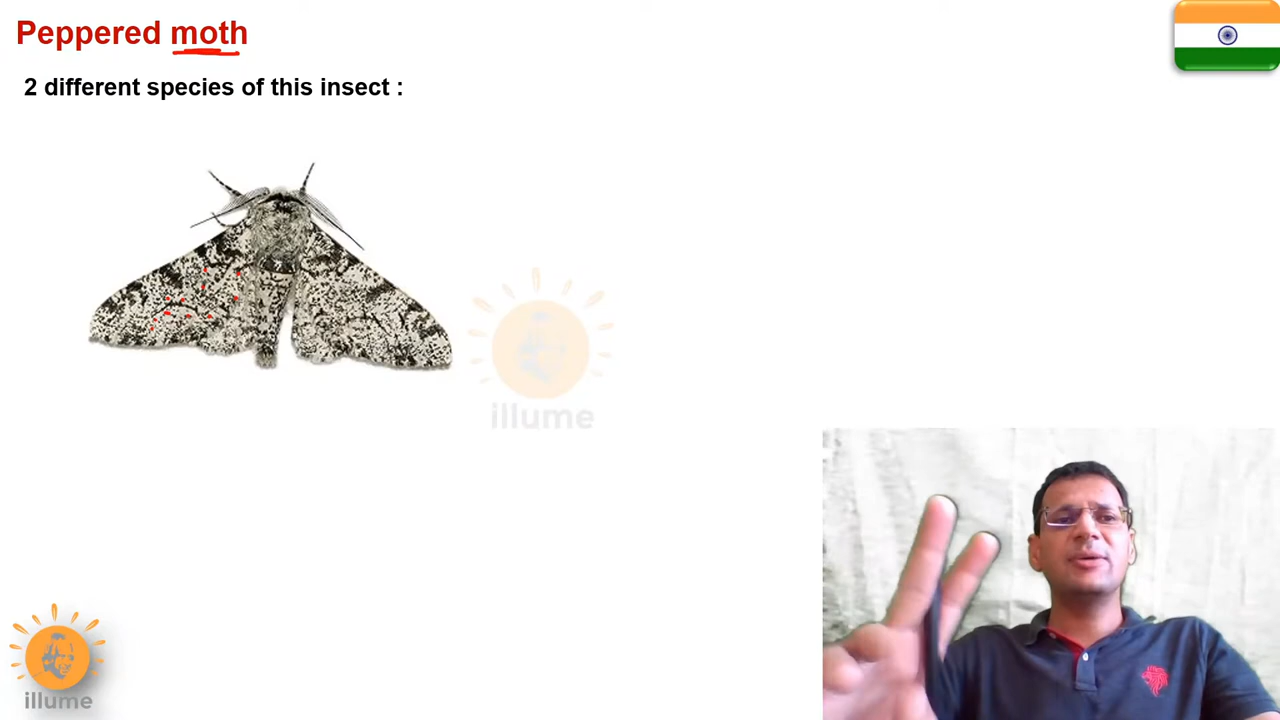 Peppered moth
2 different species of this insect :
illume
illume